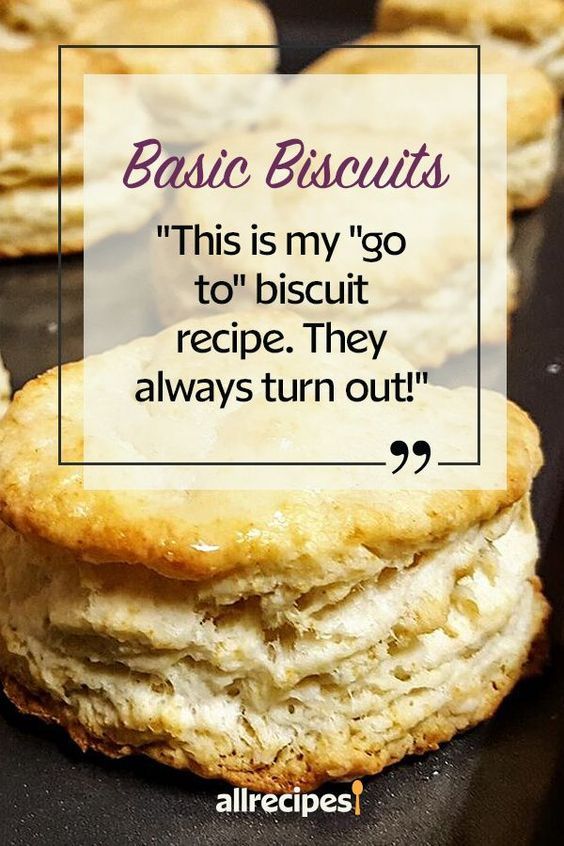 Basic Biscuits
"This is my "go
to" biscuit
recipe. They
always turn out!"
”
allrecipes